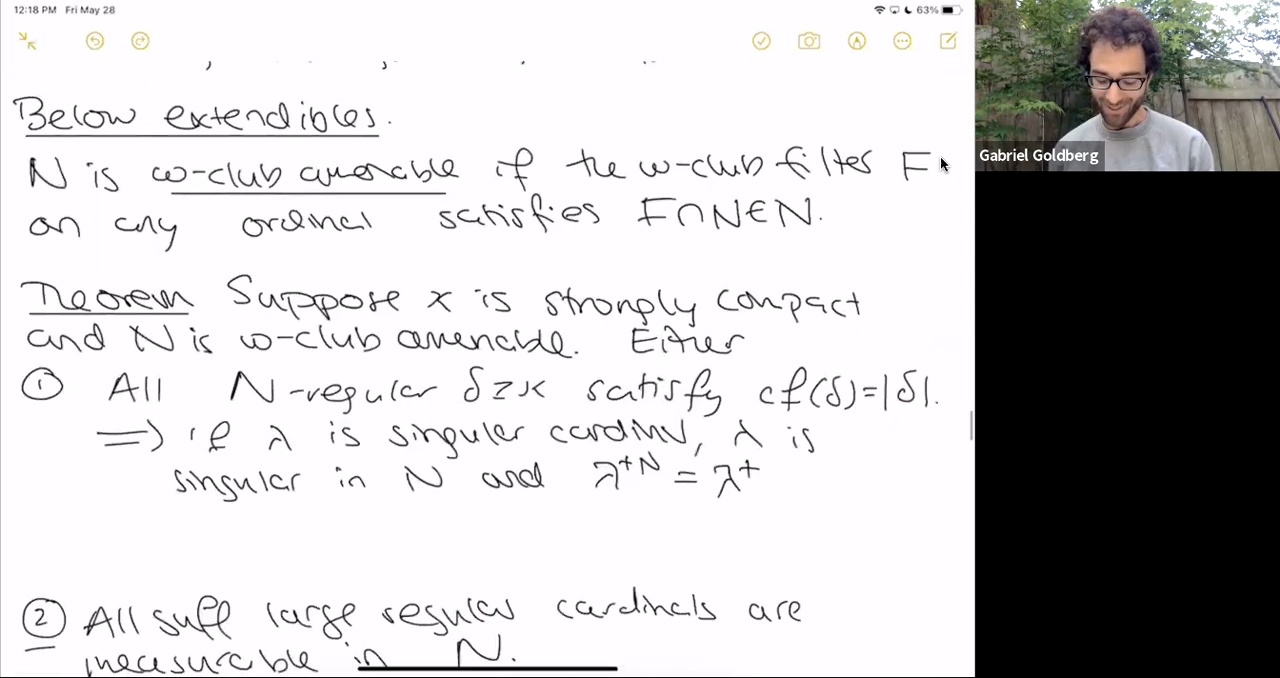 12:18 PM Fri May 28
63%
Below extendibles.
N is ω-club amenable if the ω-club filter F
on any ordinal satisfies F∩N∈N.
Theorem Suppose κ is strongly compact
and N is ω-club amenable. Either
① All N-regular δ≥κ satisfy cf(δ)=|δ|.
⇒) if λ is singular cardinal, λ is
singular in N and λ⁺ᴺ = λ⁺
② All suff large regular cardinals are
measurable in N.
Gabriel Goldberg